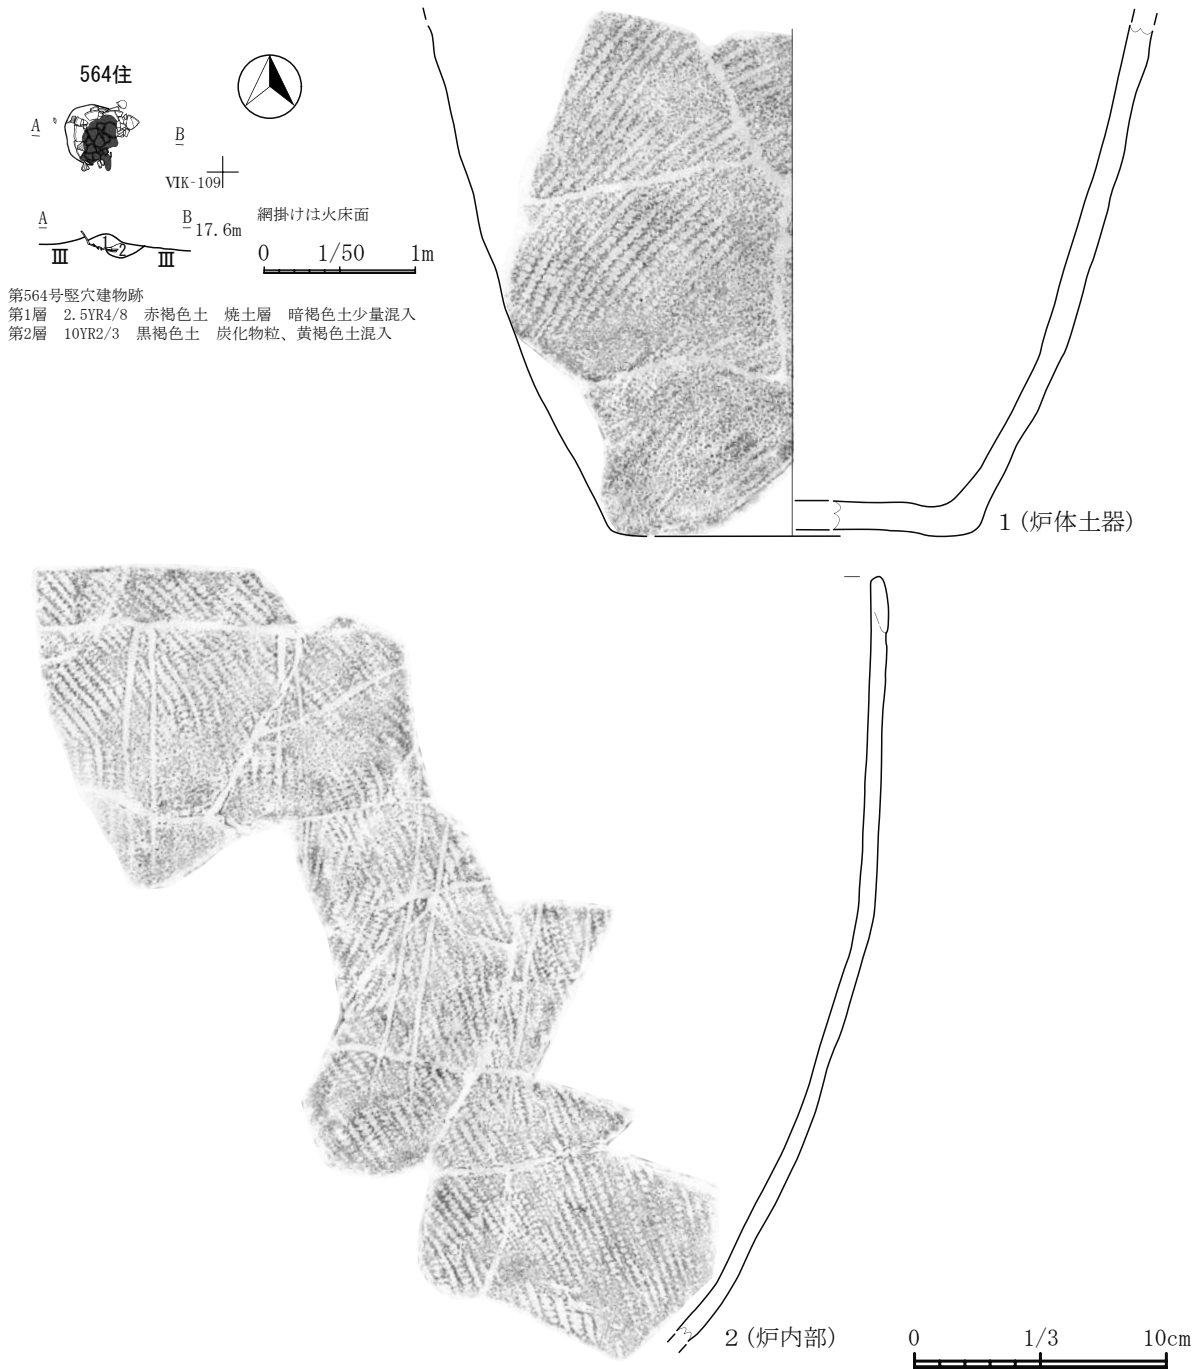 564住
A B
ⅥK-109
A B 17.6m
1 2
Ⅲ Ⅲ
網掛けは火床面
0 1/50 1m
第564号竪穴建物跡
第1層 2.5YR4/8 赤褐色土 焼土層 暗褐色土少量混入
第2層 10YR2/3 黒褐色土 炭化物粒、黄褐色土混入
1（炉体土器）
2（炉内部）
0 1/3 10cm